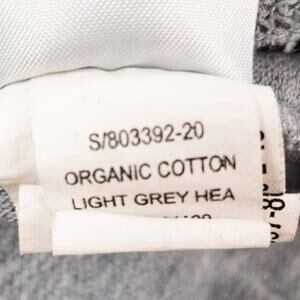 S/803392-20
ORGANIC COTTON
LIGHT GREY HEA